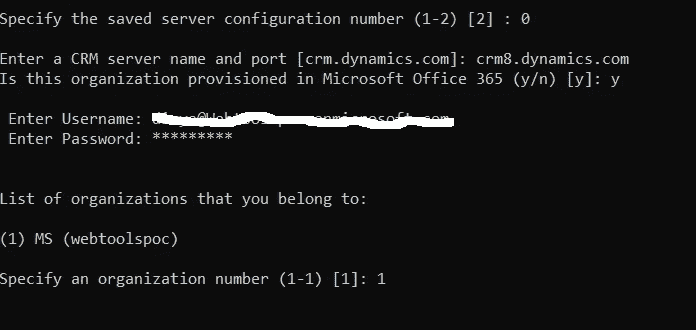 Specify the saved server configuration number (1-2) [2] : 0
Enter a CRM server name and port [crm.dynamics.com]: crm8.dynamics.com
Is this organization provisioned in Microsoft Office 365 (y/n) [y]: y
Enter Username:
Enter Password: *********
List of organizations that you belong to:
(1) MS (webtoolspoc)
Specify an organization number (1-1) [1]: 1